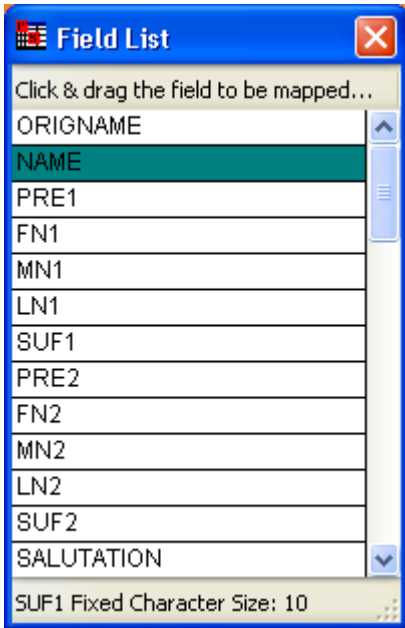 Field List
Click & drag the field to be mapped...
ORIGNAME
NAME
PRE1
FN1
MN1
LN1
SUF1
PRE2
FN2
MN2
LN2
SUF2
SALUTATION
SUF1 Fixed Character Size: 10